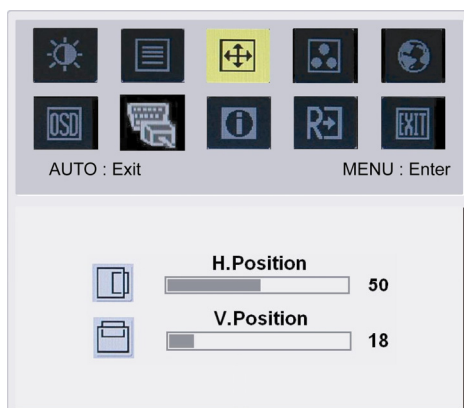 OSD
i
R
EXIT
AUTO : Exit
MENU : Enter
H.Position
50
V.Position
18